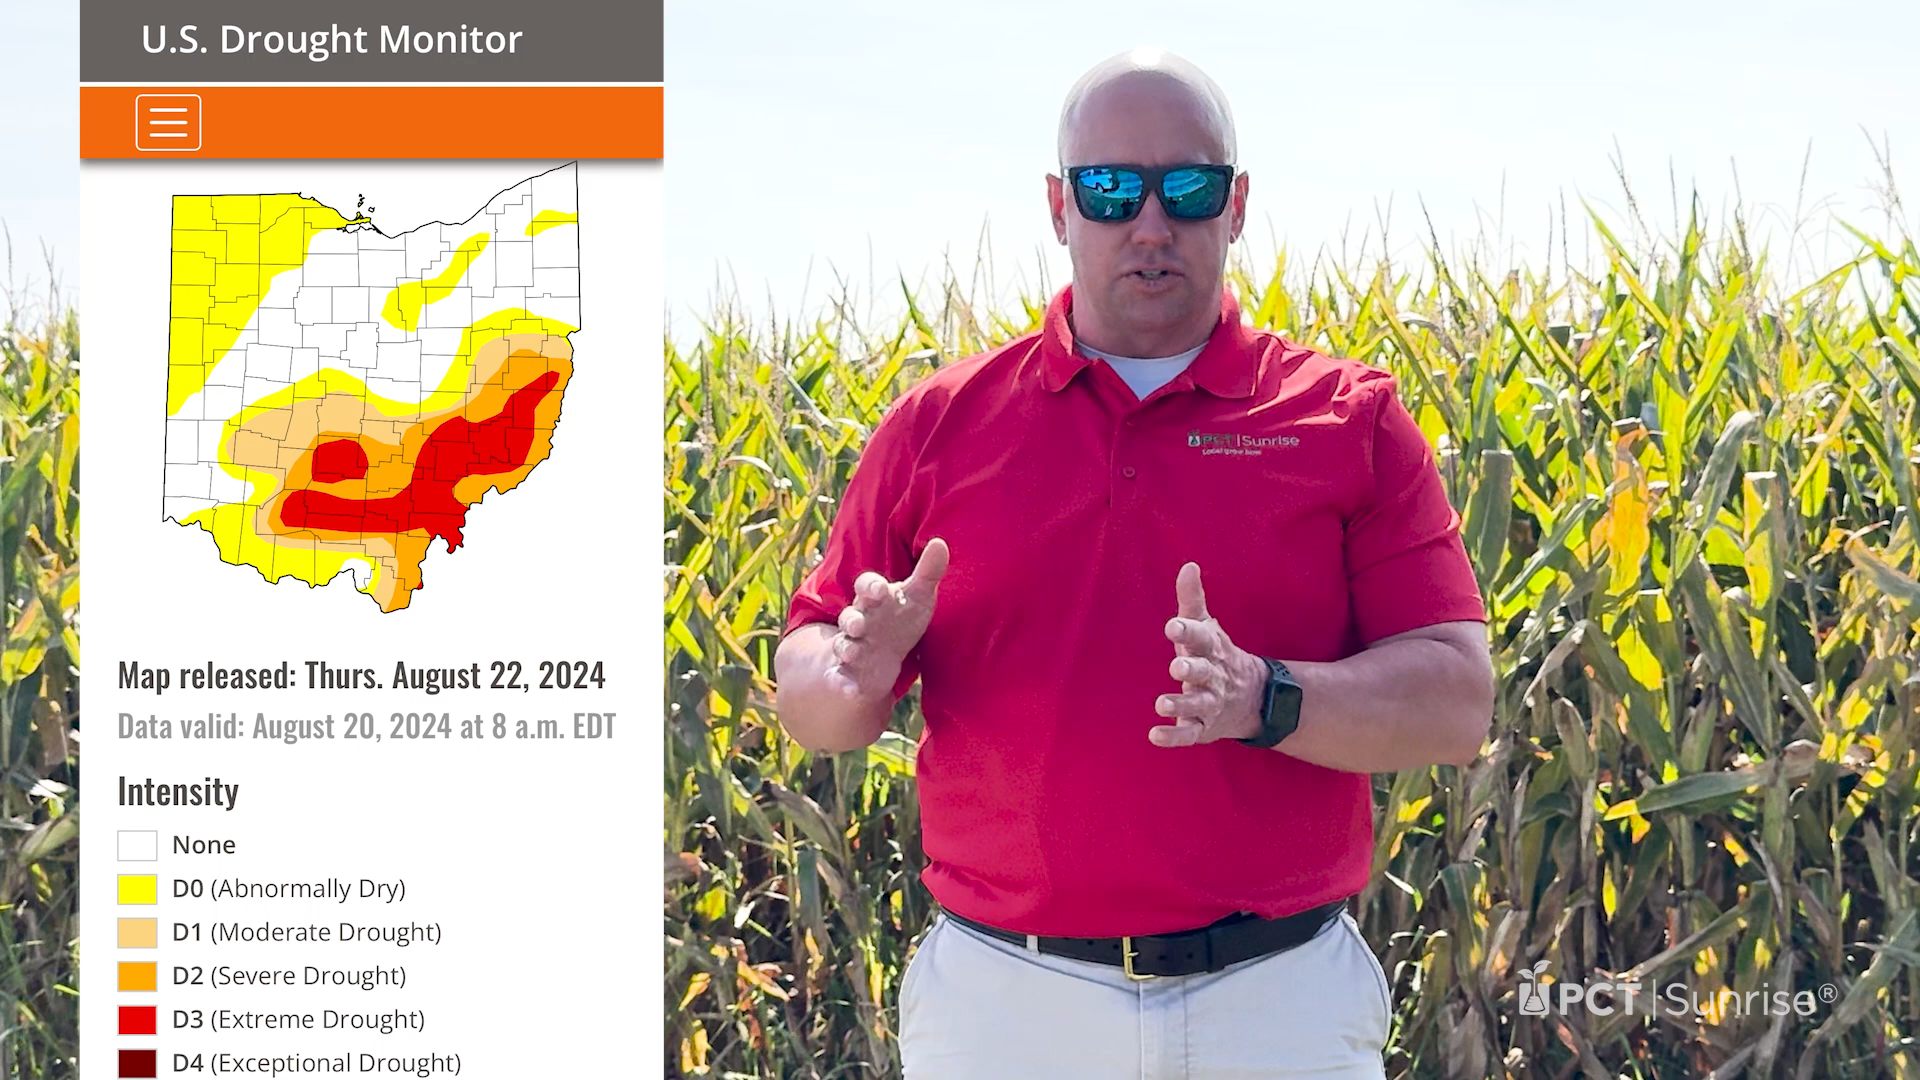 U.S. Drought Monitor
Map released: Thurs. August 22, 2024
Data valid: August 20, 2024 at 8 a.m. EDT
Intensity
None
D0 (Abnormally Dry)
D1 (Moderate Drought)
D2 (Severe Drought)
D3 (Extreme Drought)
D4 (Exceptional Drought)
PCT | Sunrise
PCT | Sunrise®